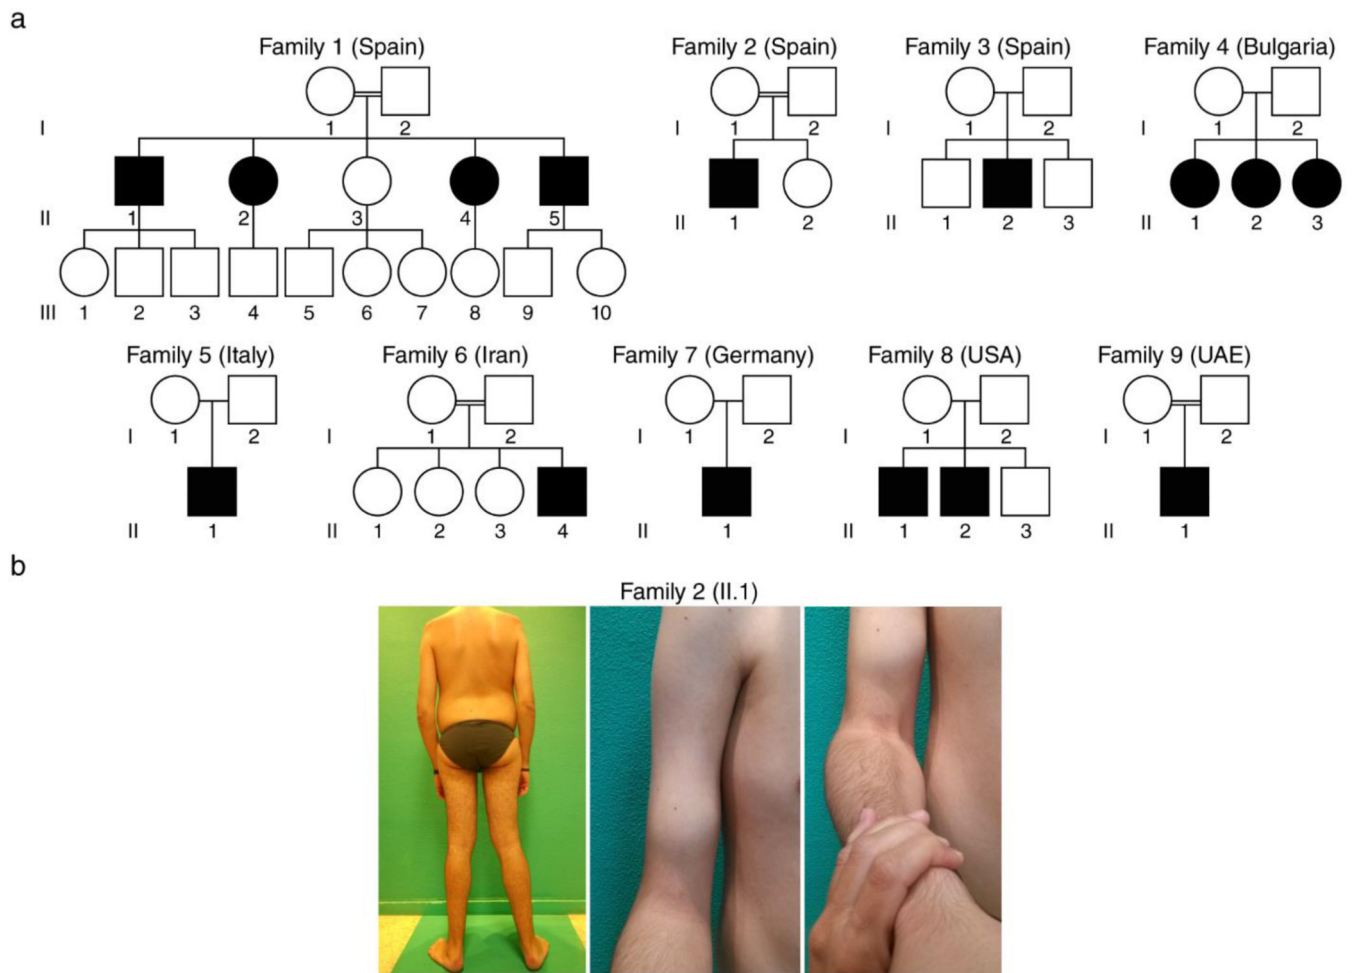 a
Family 1 (Spain)
I
1 2
II
1 2 3 4 5
III 1 2 3 4 5 6 7 8 9 10
Family 2 (Spain)
I 1 2
II 1 2
Family 3 (Spain)
I 1 2
II 1 2 3
Family 4 (Bulgaria)
I 1 2
II 1 2 3
Family 5 (Italy)
I 1 2
II 1
Family 6 (Iran)
I 1 2
II 1 2 3 4
Family 7 (Germany)
I 1 2
II 1
Family 8 (USA)
I 1 2
II 1 2 3
Family 9 (UAE)
I 1 2
II 1
b
Family 2 (II.1)